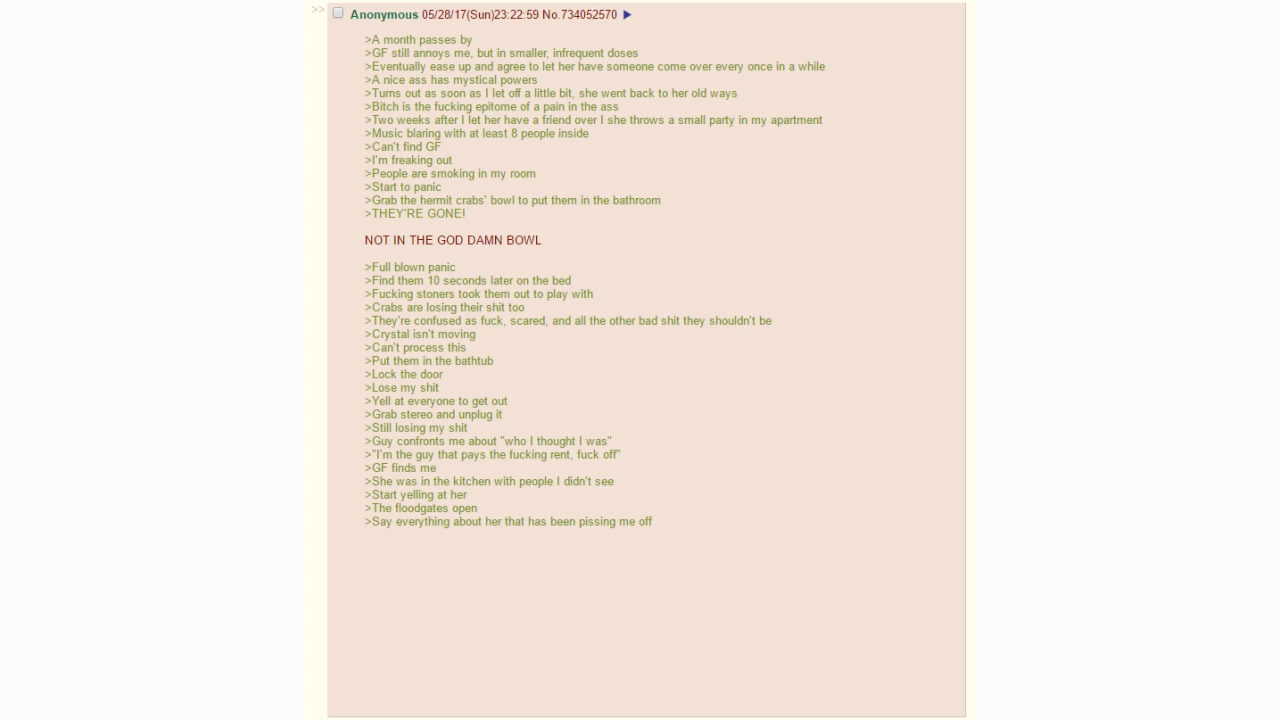 >>
Anonymous 05/28/17(Sun)23:22:59 No.734052570 ▶
>A month passes by
>GF still annoys me, but in smaller, infrequent doses
>Eventually ease up and agree to let her have someone come over every once in a while
>A nice ass has mystical powers
>Turns out as soon as I let off a little bit, she went back to her old ways
>Bitch is the fucking epitome of a pain in the ass
>Two weeks after I let her have a friend over I she throws a small party in my apartment
>Music blaring with at least 8 people inside
>Can't find GF
>I'm freaking out
>People are smoking in my room
>Start to panic
>Grab the hermit crabs' bowl to put them in the bathroom
>THEY'RE GONE!
NOT IN THE GOD DAMN BOWL
>Full blown panic
>Find them 10 seconds later on the bed
>Fucking stoners took them out to play with
>Crabs are losing their shit too
>They're confused as fuck, scared, and all the other bad shit they shouldn't be
>Crystal isn't moving
>Can't process this
>Put them in the bathtub
>Lock the door
>Lose my shit
>Yell at everyone to get out
>Grab stereo and unplug it
>Still losing my shit
>Guy confronts me about "who I thought I was"
>"I'm the guy that pays the fucking rent, fuck off"
>GF finds me
>She was in the kitchen with people I didn't see
>Start yelling at her
>The floodgates open
>Say everything about her that has been pissing me off